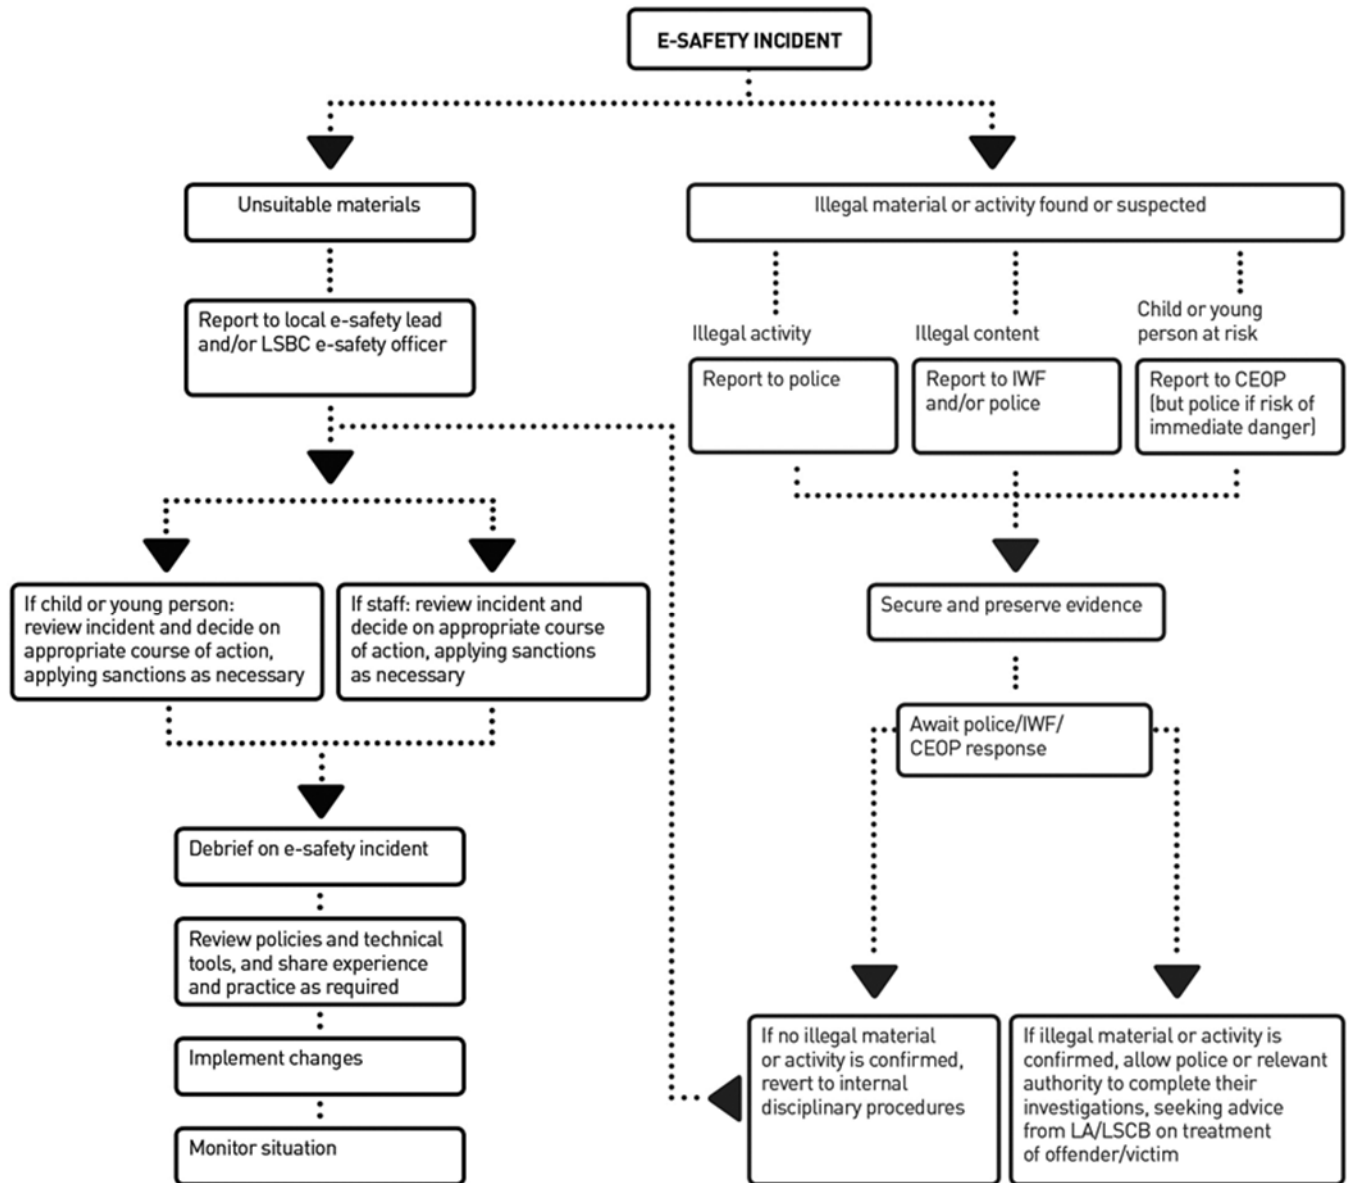 E-SAFETY INCIDENT
Unsuitable materials
Illegal material or activity found or suspected
Report to local e-safety lead
and/or LSBC e-safety officer
Illegal activity
Illegal content
Child or young
person at risk
Report to police
Report to IWF
and/or police
Report to CEOP
(but police if risk of
immediate danger)
If child or young person:
review incident and decide on
appropriate course of action,
applying sanctions as necessary
If staff: review incident and
decide on appropriate course
of action, applying sanctions
as necessary
Secure and preserve evidence
Await police/IWF/
CEOP response
Debrief on e-safety incident
Review policies and technical
tools, and share experience
and practice as required
Implement changes
Monitor situation
If no illegal material
or activity is confirmed,
revert to internal
disciplinary procedures
If illegal material or activity is
confirmed, allow police or relevant
authority to complete their
investigations, seeking advice
from LA/LSCB on treatment
of offender/victim